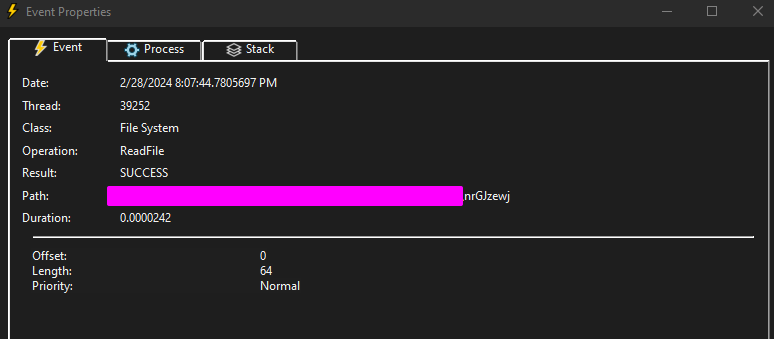 Event Properties
Event Process Stack
Date: 2/28/2024 8:07:44.7805697 PM
Thread: 39252
Class: File System
Operation: ReadFile
Result: SUCCESS
Path: nrGJzewj
Duration: 0.0000242
Offset: 0
Length: 64
Priority: Normal